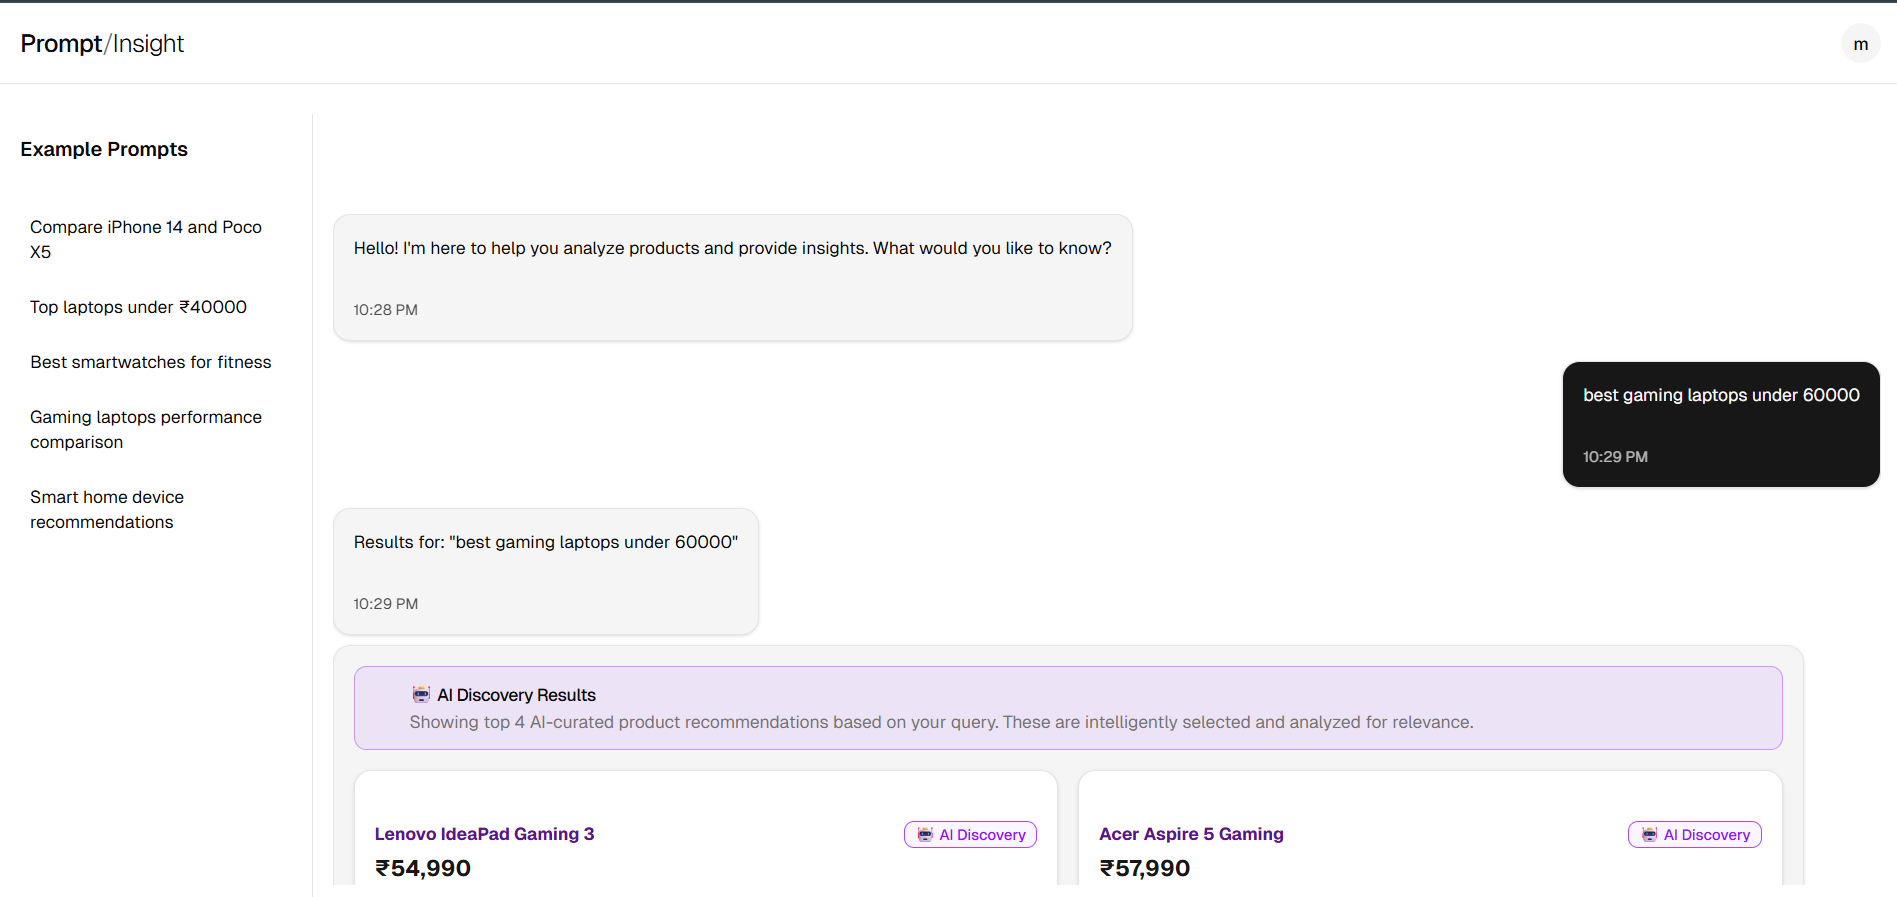 Prompt/Insight
m
Example Prompts
Compare iPhone 14 and Poco
X5
Top laptops under ₹40000
Best smartwatches for fitness
Gaming laptops performance
comparison
Smart home device
recommendations
Hello! I'm here to help you analyze products and provide insights. What would you like to know?
10:28 PM
best gaming laptops under 60000
10:29 PM
Results for: "best gaming laptops under 60000"
10:29 PM
AI Discovery Results
Showing top 4 AI-curated product recommendations based on your query. These are intelligently selected and analyzed for relevance.
Lenovo IdeaPad Gaming 3
AI Discovery
₹54,990
Acer Aspire 5 Gaming
AI Discovery
₹57,990